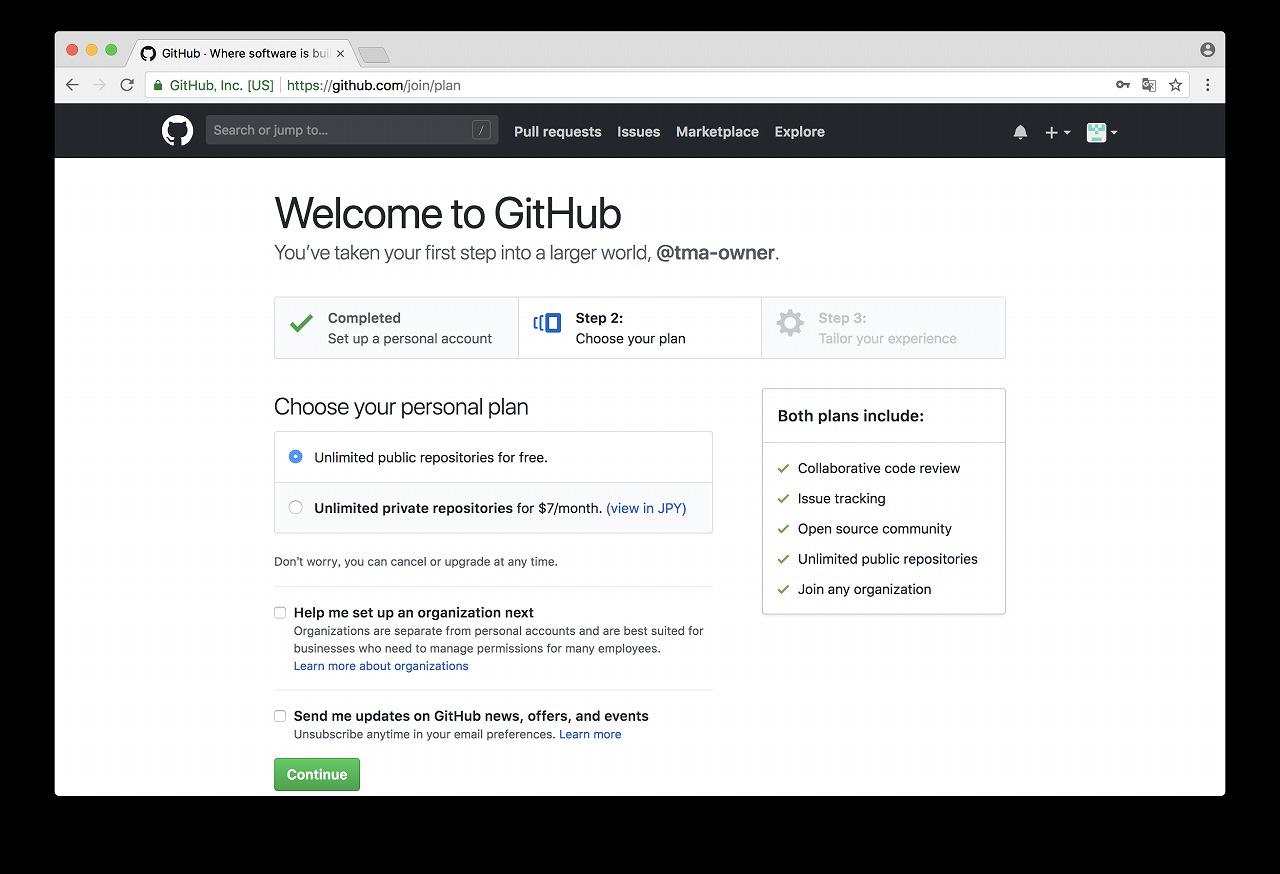 GitHub · Where software is bui
GitHub, Inc. [US] https://github.com/join/plan
Search or jump to... /
Pull requests Issues Marketplace Explore
Welcome to GitHub
You've taken your first step into a larger world, @tma-owner.
Completed
Set up a personal account
Step 2:
Choose your plan
Step 3:
Tailor your experience
Choose your personal plan
Unlimited public repositories for free.
Unlimited private repositories for $7/month. (view in JPY)
Don't worry, you can cancel or upgrade at any time.
Help me set up an organization next
Organizations are separate from personal accounts and are best suited for
businesses who need to manage permissions for many employees.
Learn more about organizations
Send me updates on GitHub news, offers, and events
Unsubscribe anytime in your email preferences. Learn more
Continue
Both plans include:
Collaborative code review
Issue tracking
Open source community
Unlimited public repositories
Join any organization